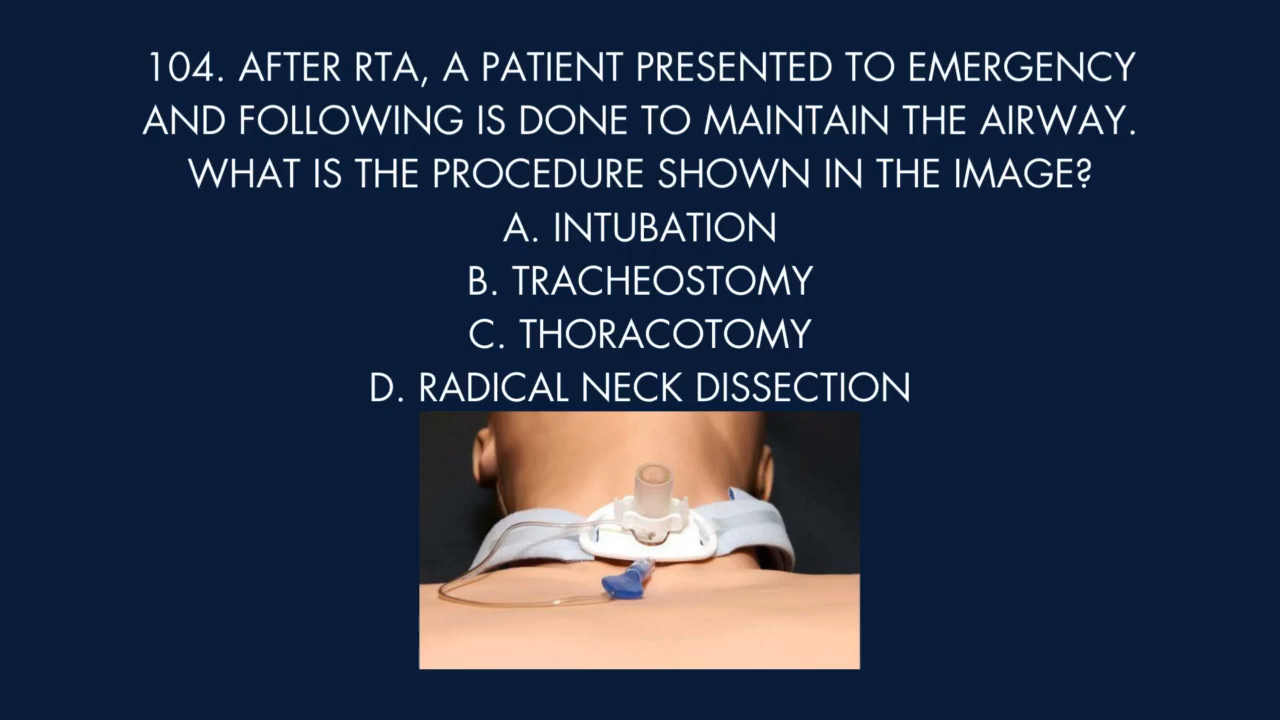 104. AFTER RTA, A PATIENT PRESENTED TO EMERGENCY
AND FOLLOWING IS DONE TO MAINTAIN THE AIRWAY.
WHAT IS THE PROCEDURE SHOWN IN THE IMAGE?
A. INTUBATION
B. TRACHEOSTOMY
C. THORACOTOMY
D. RADICAL NECK DISSECTION